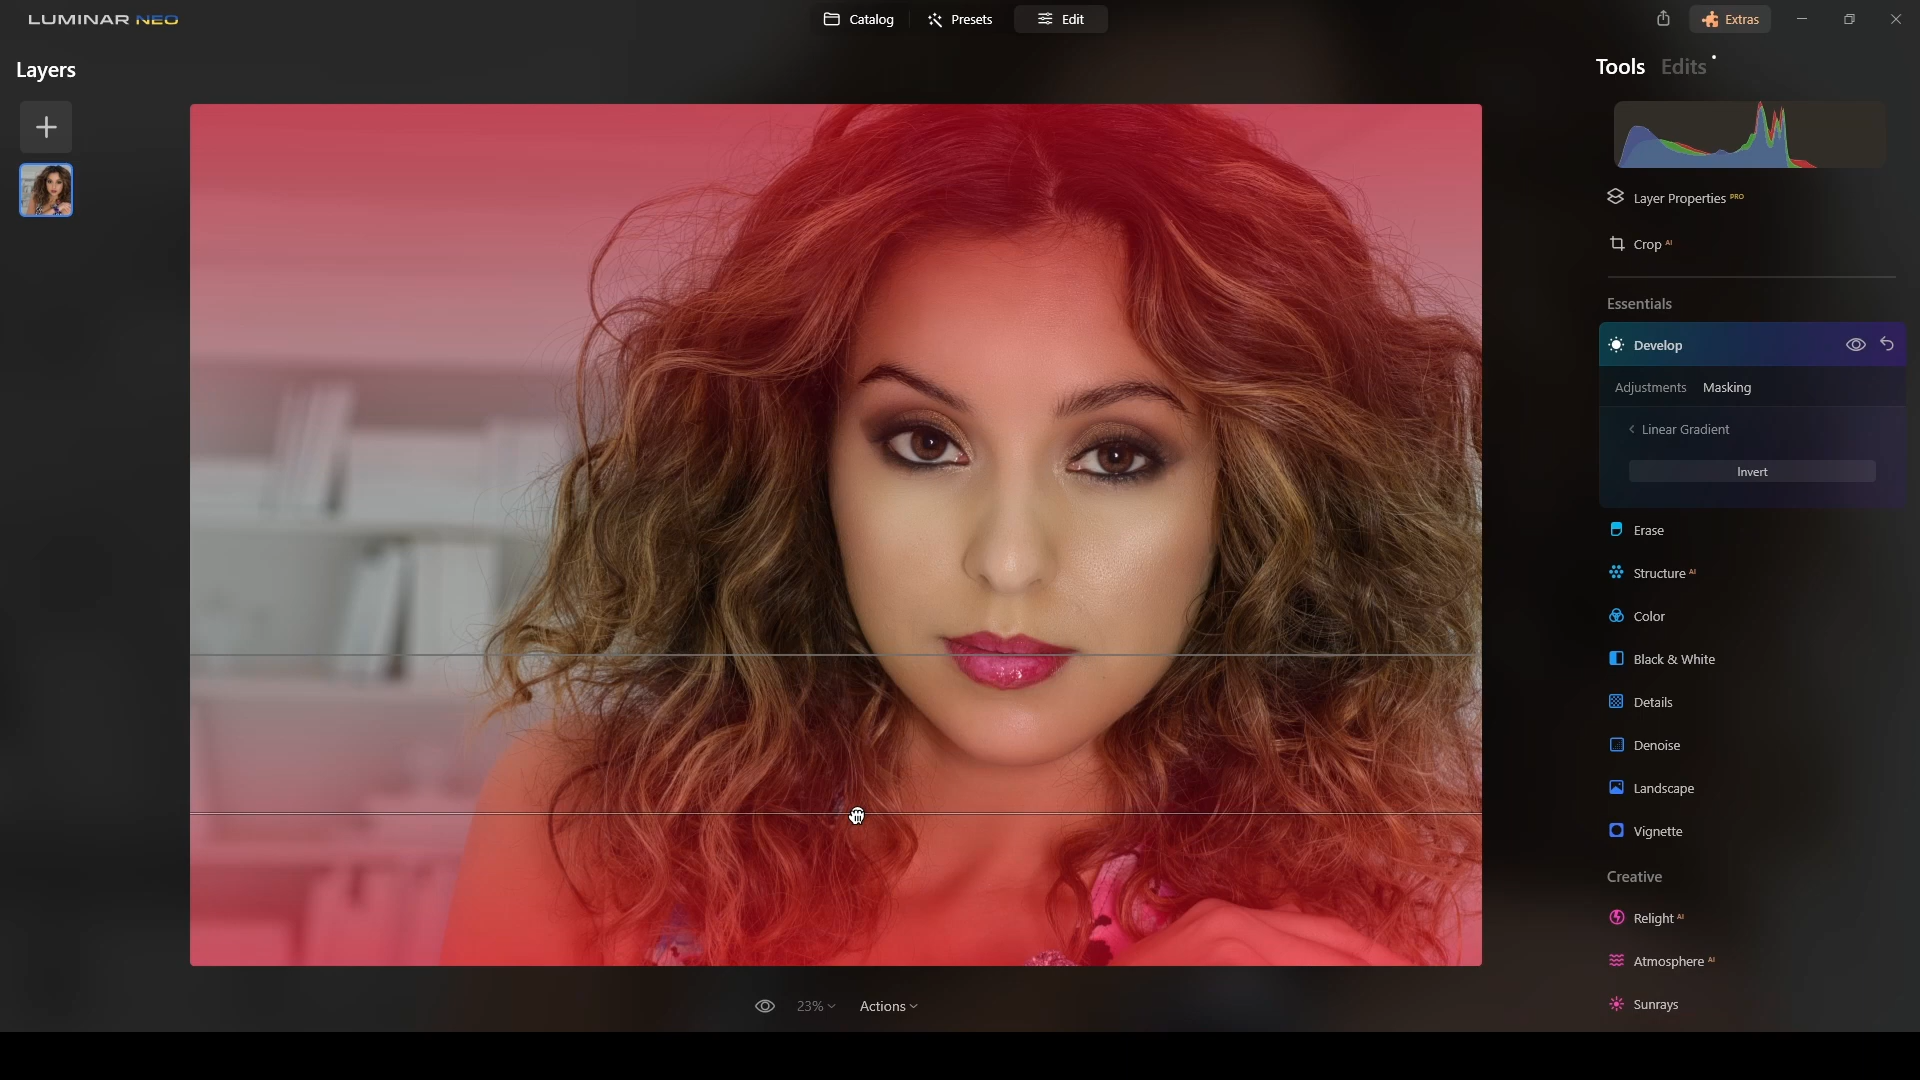 LUMINAR NEO
Catalog
Presets
Edit
Extras
Layers
Tools Edits
Layer Properties PRO
Crop AI
Essentials
Develop
Adjustments Masking
Linear Gradient
Invert
Erase
Structure AI
Color
Black & White
Details
Denoise
Landscape
Vignette
Creative
Relight AI
Atmosphere AI
Sunrays
23%
Actions